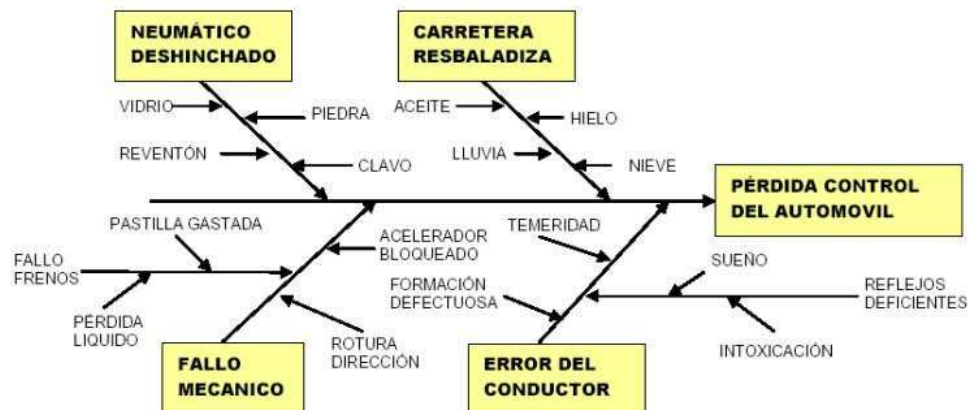 NEUMÁTICO
DESHINCHADO
CARRETERA
RESBALADIZA
VIDRIO
PIEDRA
ACEITE
HIELO
REVENTÓN
CLAVO
LLUVIA
NIEVE
PÉRDIDA CONTROL
DEL AUTOMOVIL
PASTILLA GASTADA
ACELERADOR
BLOQUEADO
TEMERIDAD
FALLO
FRENOS
SUEÑO
FORMACIÓN
DEFECTUOSA
REFLEJOS
DEFICIENTES
PÉRDIDA
LIQUIDO
ROTURA
DIRECCIÓN
INTOXICACIÓN
FALLO
MECANICO
ERROR DEL
CONDUCTOR